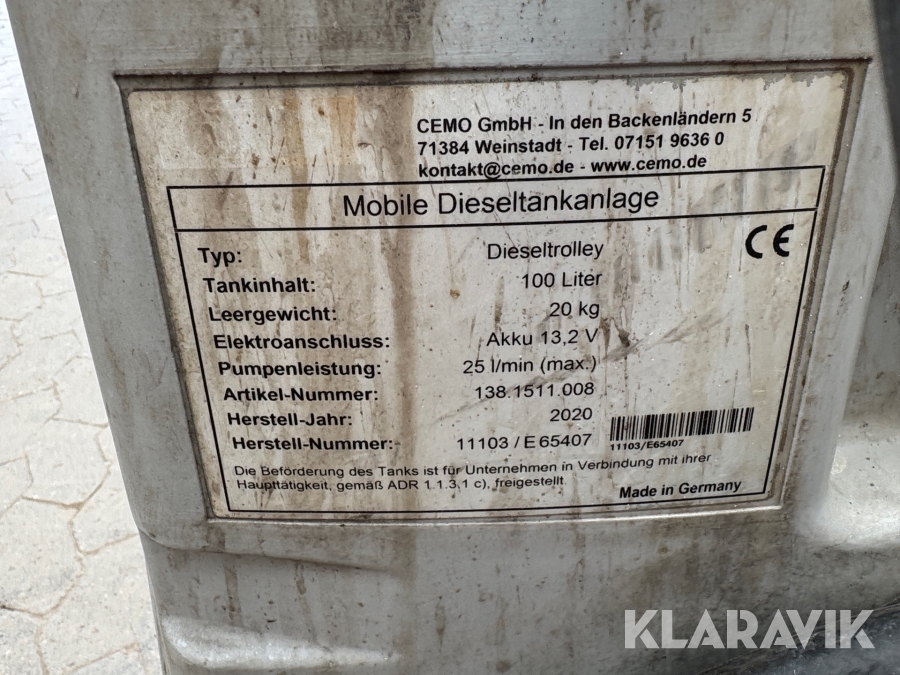 CEMO GmbH - In den Backenländern 5
71384 Weinstadt - Tel. 07151 9636 0
kontakt@cemo.de - www.cemo.de
Mobile Dieseltankanlage
CE
Typ: Dieseltrolley
Tankinhalt: 100 Liter
Leergewicht: 20 kg
Elektroanschluss: Akku 13,2 V
Pumpenleistung: 25 l/min (max.)
Artikel-Nummer: 138.1511.008
Herstell-Jahr: 2020
Herstell-Nummer: 11103 / E 65407
11103/E65407
Die Beförderung des Tanks ist für Unternehmen in Verbindung mit ihrer
Haupttätigkeit, gemäß ADR 1.1.3.1 c), freigestellt.
Made in Germany
KLARAVIK